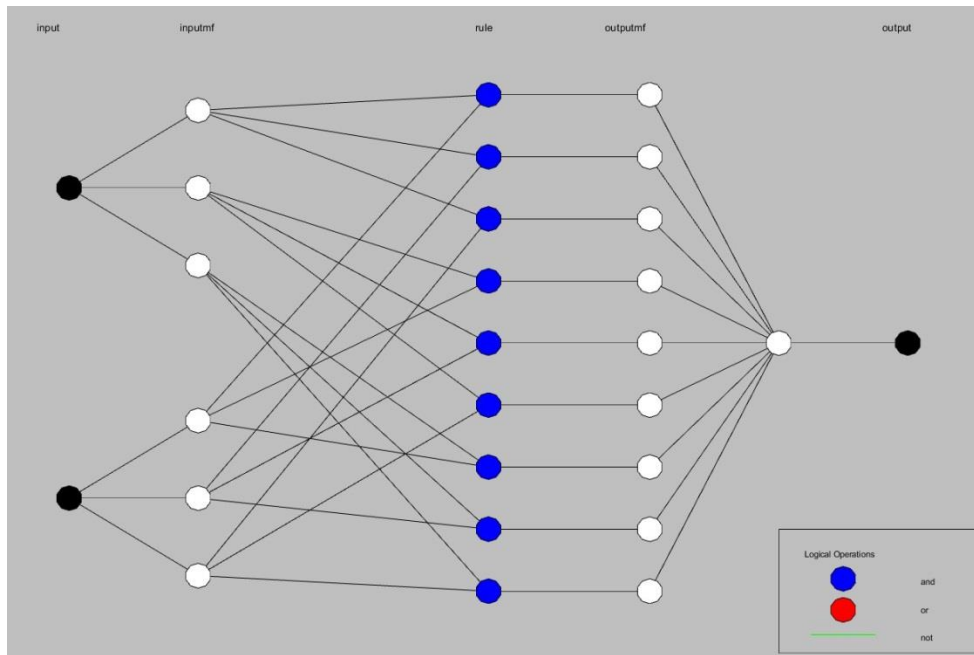 input inputmf rule outputmf output
Logical Operations
and
or
not